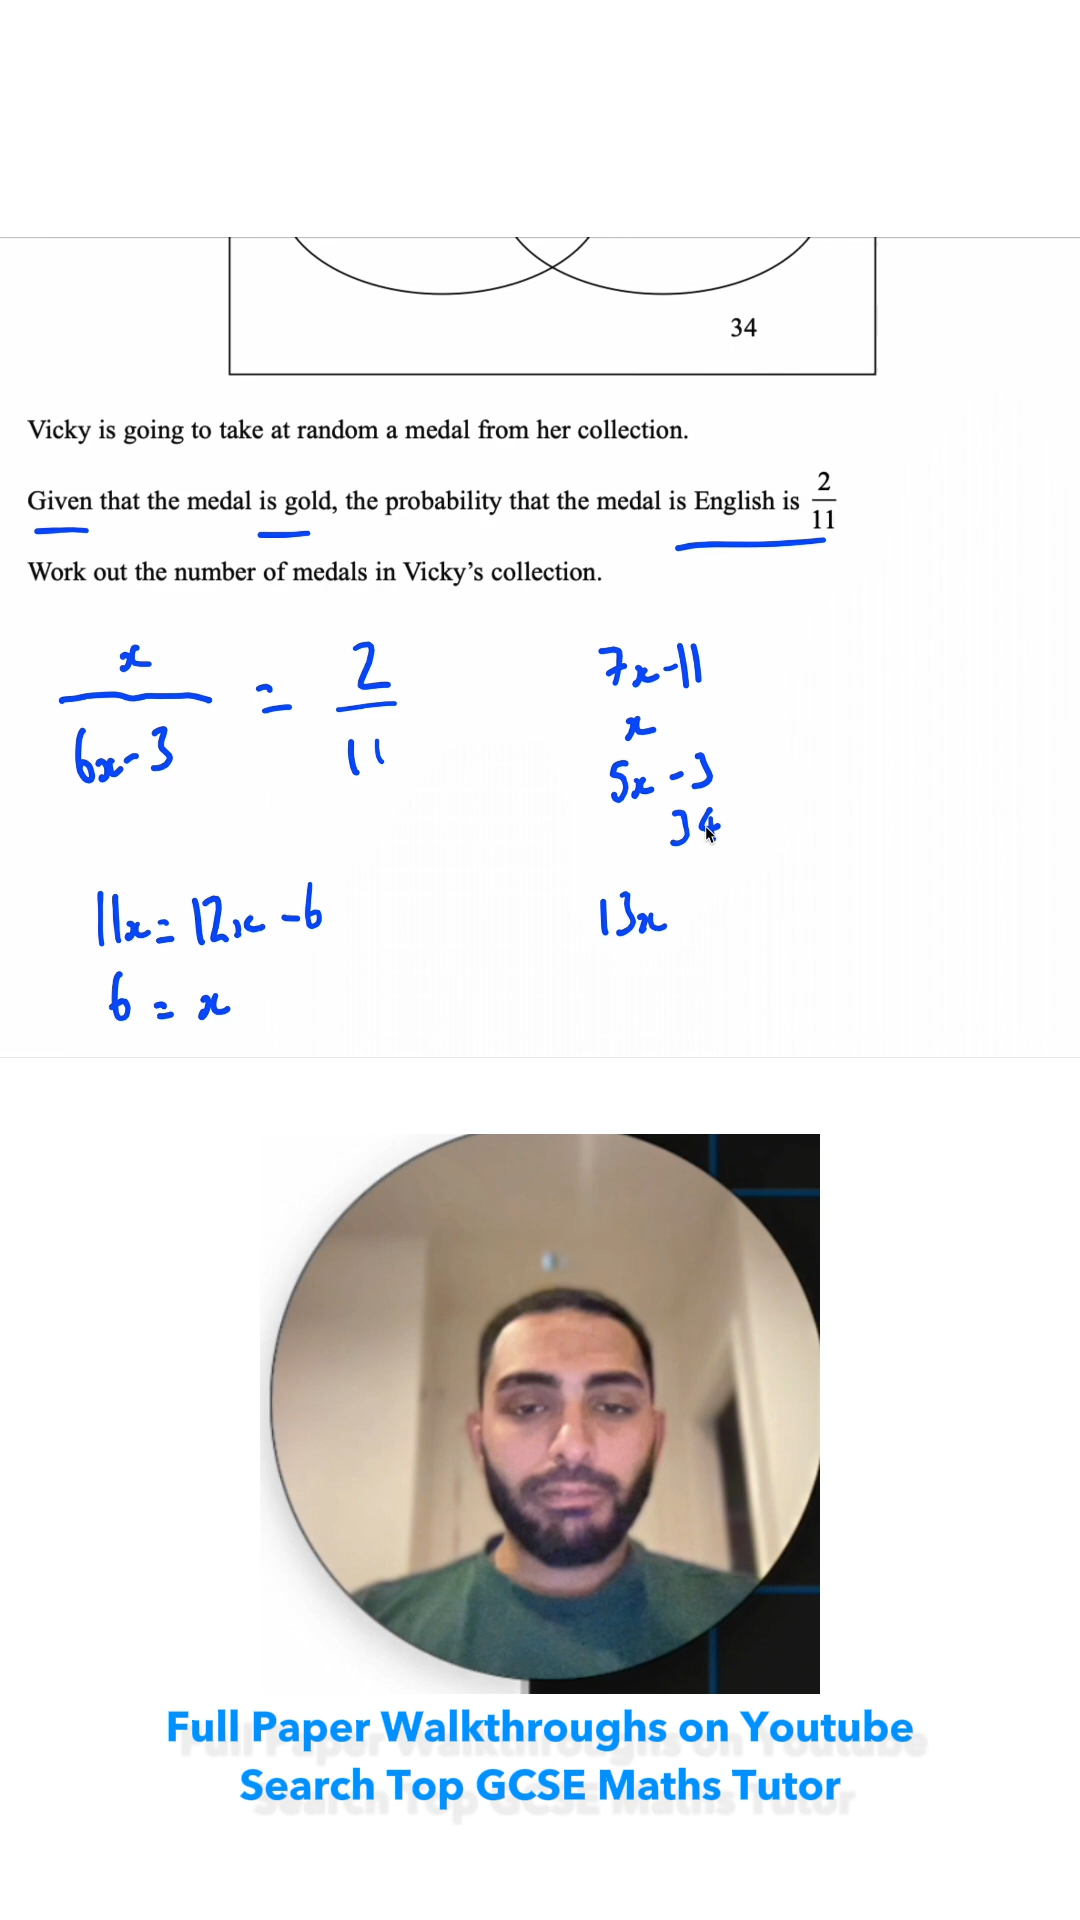 34
Vicky is going to take at random a medal from her collection.
Given that the medal is gold, the probability that the medal is English is 2/11
Work out the number of medals in Vicky’s collection.
x/(6x-3) = 2/11
7x-11
x
5x-3
34
11x = 12x-6
13x
6 = x
Full Paper Walkthroughs on Youtube
Search Top GCSE Maths Tutor